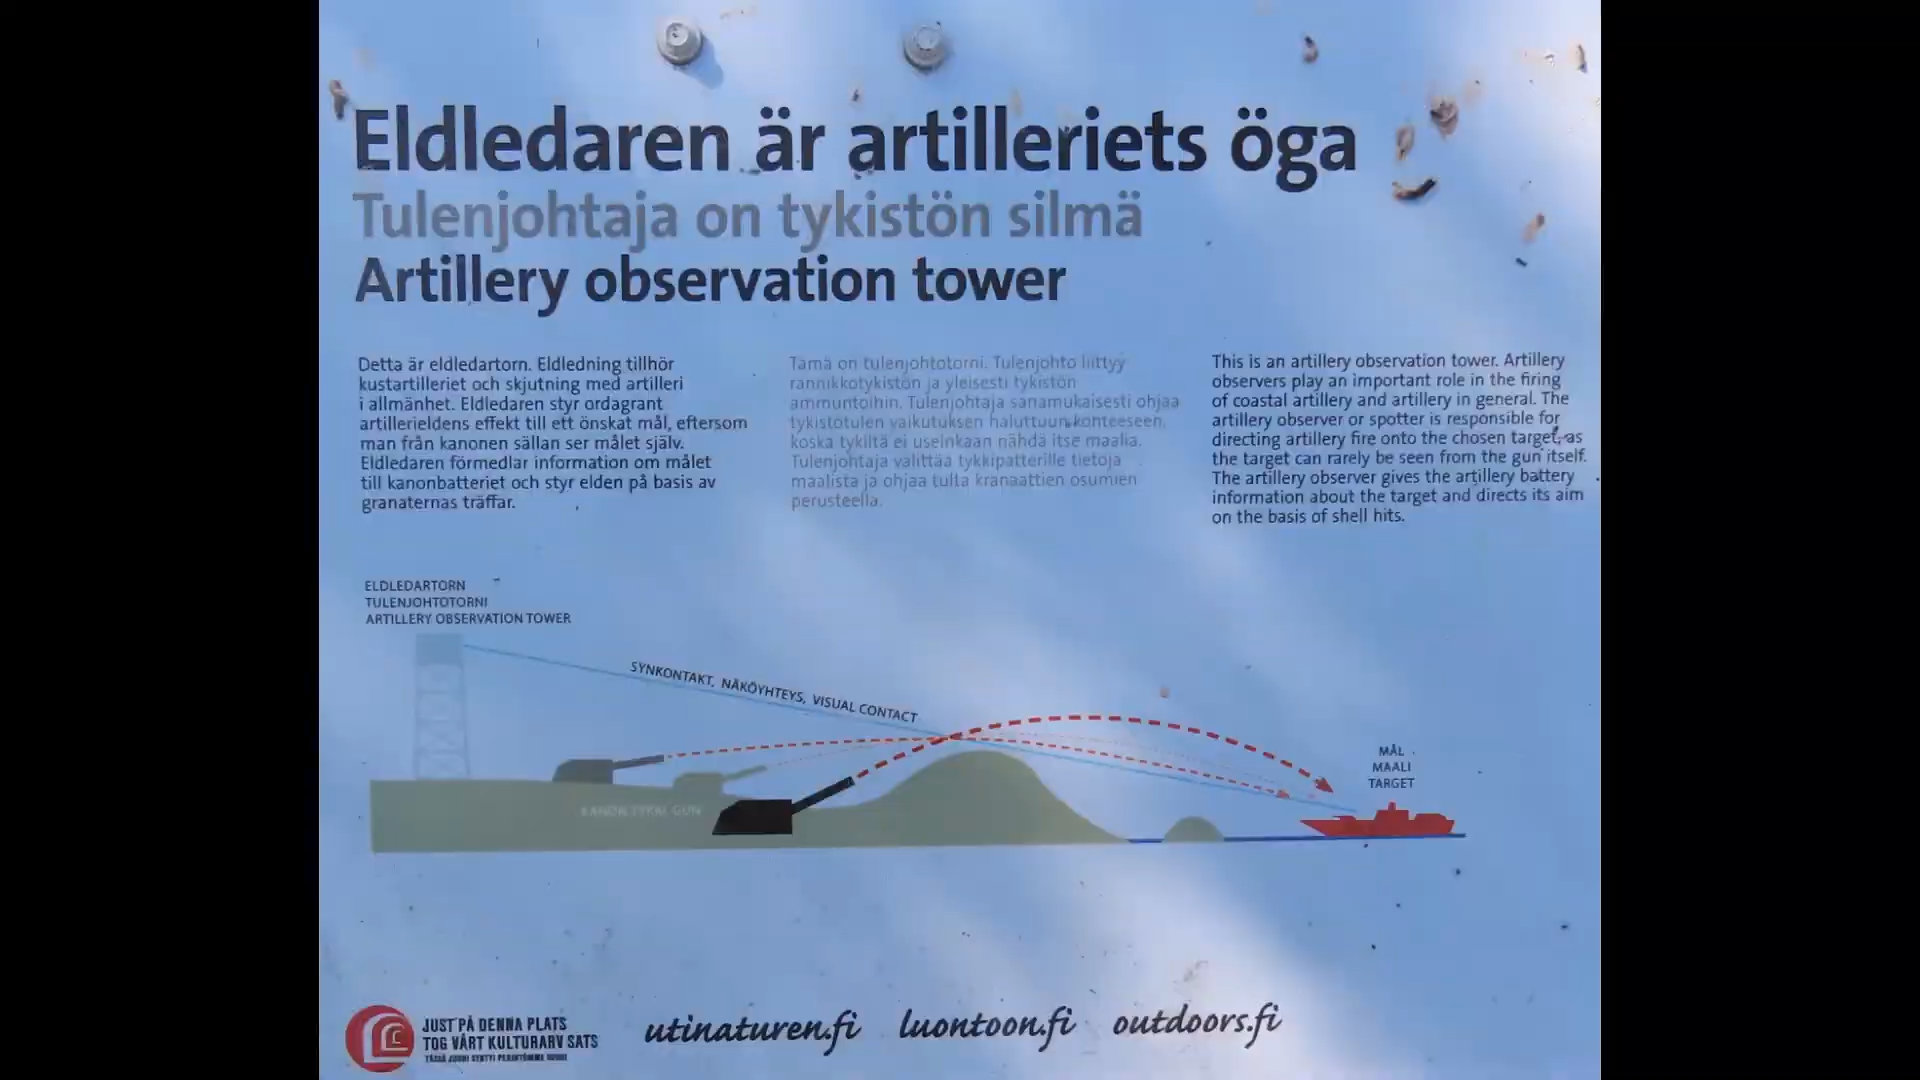 Eldledaren är artilleriets öga
Tulenjohtaja on tykistön silmä
Artillery observation tower
Detta är eldledartorn. Eldledning tillhör
kustartilleriet och skjutning med artilleri
i allmänhet. Eldledaren styr ordagrant
artillerieldens effekt till ett önskat mål, eftersom
man från kanonen sällan ser målet själv.
Eldledaren förmedlar information om målet
till kanonbatteriet och styr elden på basis av
granaternas träffar.
Tämä on tulenjohtotorni. Tulenjohto liittyy
rannikkotykistön ja yleisesti tykistön
ammuntoihin. Tulenjohtaja sanamukaisesti ohjaa
tykistötulen vaikutuksen haluttuun kohteeseen,
koska tykiltä ei useinkaan nähdä itse maalia.
Tulenjohtaja välittää tykkipatterille tietoja
maalista ja ohjaa tulta kranaattien osumien
perusteella.
This is an artillery observation tower. Artillery
observers play an important role in the firing
of coastal artillery and artillery in general. The
artillery observer or spotter is responsible for
directing artillery fire onto the chosen target, as
the target can rarely be seen from the gun itself.
The artillery observer gives the artillery battery
information about the target and directs its aim
on the basis of shell hits.
ELDLEDARTORN
TULENJOHTOTORNI
ARTILLERY OBSERVATION TOWER
SYNKONTAKT, NÄKÖYHTEYS, VISUAL CONTACT
MÅL
MAALI
TARGET
KANON TYKKI GUN
JUST PÅ DENNA PLATS
TOG VÅRT KULTURARV SATS
TÄSSÄ JUURI SYNTYI PERINTÖMME
utinaturen.fi luontoon.fi outdoors.fi